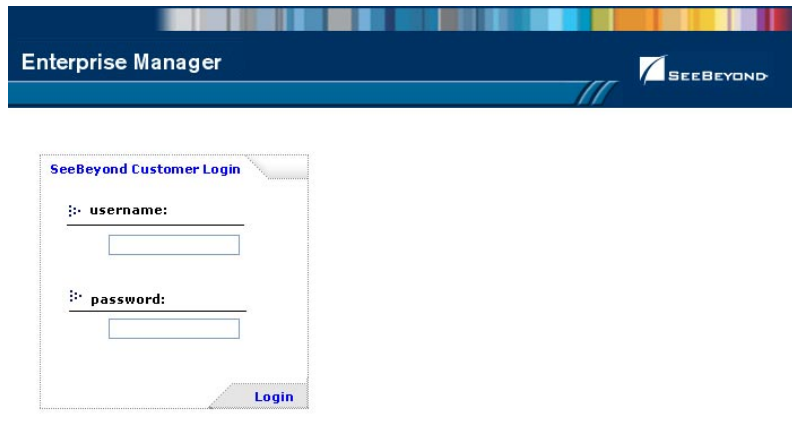 Enterprise Manager
SEEBEYOND
SeeBeyond Customer Login
username:
password:
Login